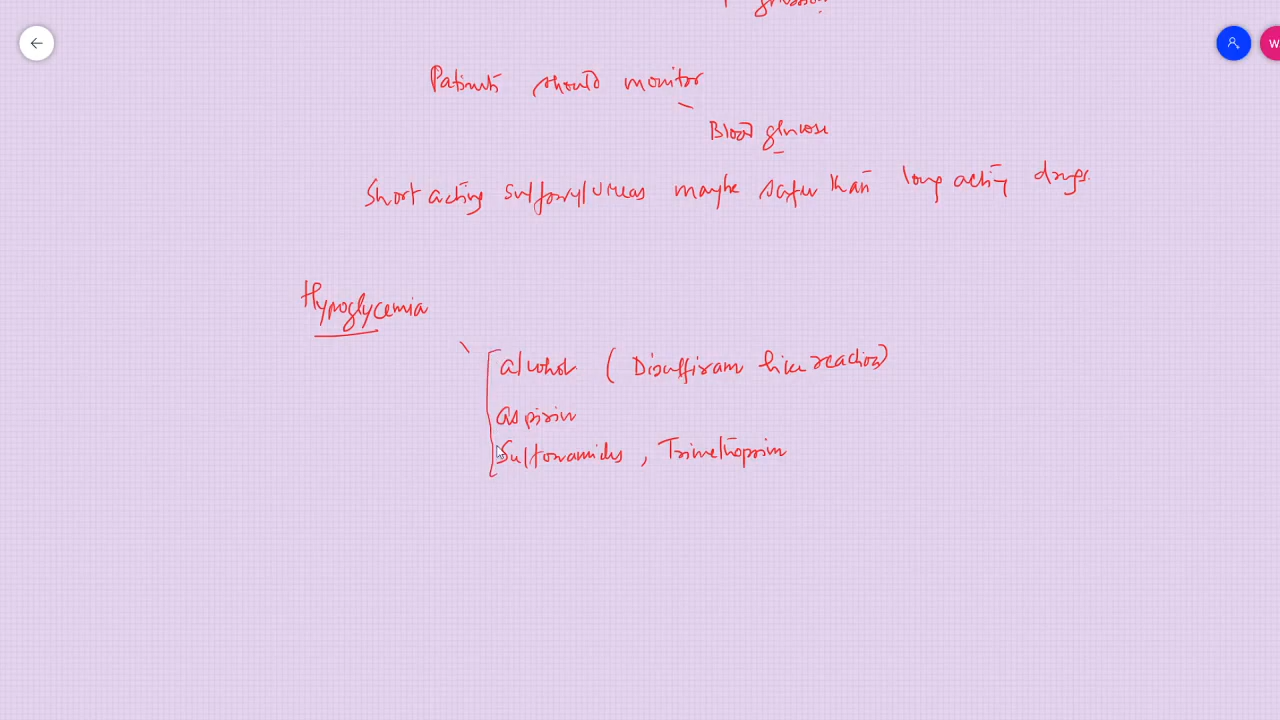 Patients should monitor
Blood glucose
Short acting sulfonylureas maybe safer than long acting drugs.
Hypoglycemia
alcohol (Disulfiram like reaction)
aspirin
Sulfonamides, Trimethoprim
W